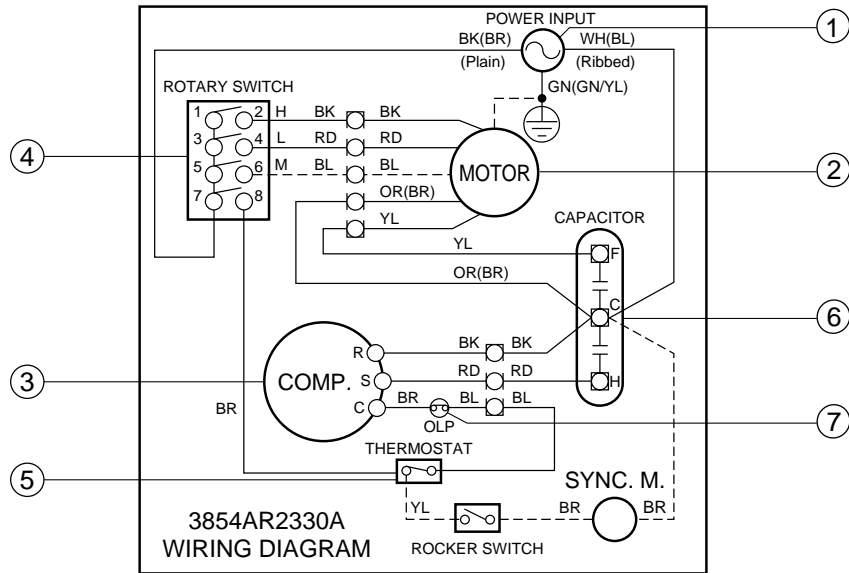 POWER INPUT
1
BK(BR)
WH(BL)
(Plain)
(Ribbed)
GN(GN/YL)
ROTARY SWITCH
1
2
H
BK
BK
3
4
L
RD
RD
4
5
6
M
BL
BL
MOTOR
2
7
8
OR(BR)
YL
CAPACITOR
YL
F
OR(BR)
C
6
R
BK
BK
3
COMP.
S
RD
RD
H
C
BR
BL
BL
BR
OLP
7
THERMOSTAT
5
SYNC. M.
YL
BR
BR
3854AR2330A
WIRING DIAGRAM
ROCKER SWITCH